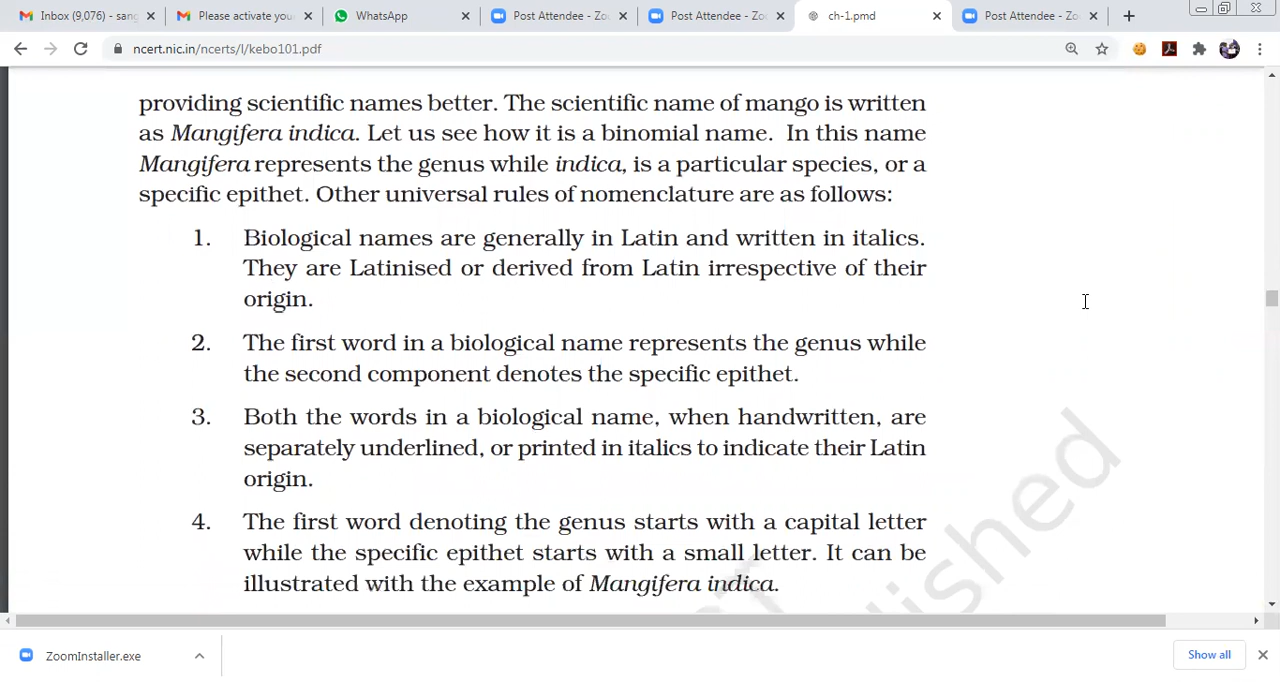 Inbox (9,076) - sang
Please activate you
WhatsApp
Post Attendee - Zo
Post Attendee - Zo
ch-1.pmd
Post Attendee - Zo
ncert.nic.in/ncerts/l/kebo101.pdf
providing scientific names better. The scientific name of mango is written
as Mangifera indica. Let us see how it is a binomial name. In this name
Mangifera represents the genus while indica, is a particular species, or a
specific epithet. Other universal rules of nomenclature are as follows:
1. Biological names are generally in Latin and written in italics.
They are Latinised or derived from Latin irrespective of their
origin.
2. The first word in a biological name represents the genus while
the second component denotes the specific epithet.
3. Both the words in a biological name, when handwritten, are
separately underlined, or printed in italics to indicate their Latin
origin.
4. The first word denoting the genus starts with a capital letter
while the specific epithet starts with a small letter. It can be
illustrated with the example of Mangifera indica.
ZoomInstaller.exe
Show all